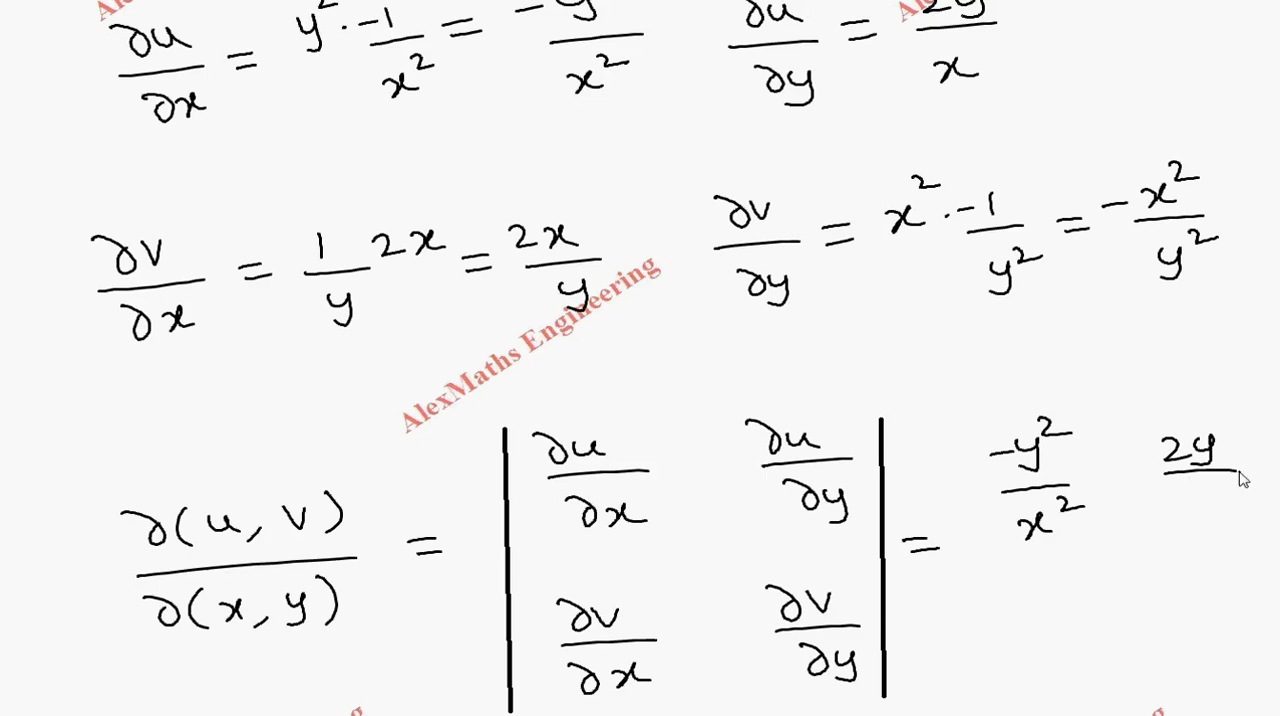 ∂u/∂x = y² · -1/x² = -y²/x² ∂u/∂y = 2y/x
∂v/∂x = 1/y 2x = 2x/y ∂v/∂y = x² · -1/y² = -x²/y²
AlexMaths Engineering
∂(u, v)/∂(x, y) = | ∂u/∂x ∂u/∂y | = -y²/x² 2y/
| ∂v/∂x ∂v/∂y |